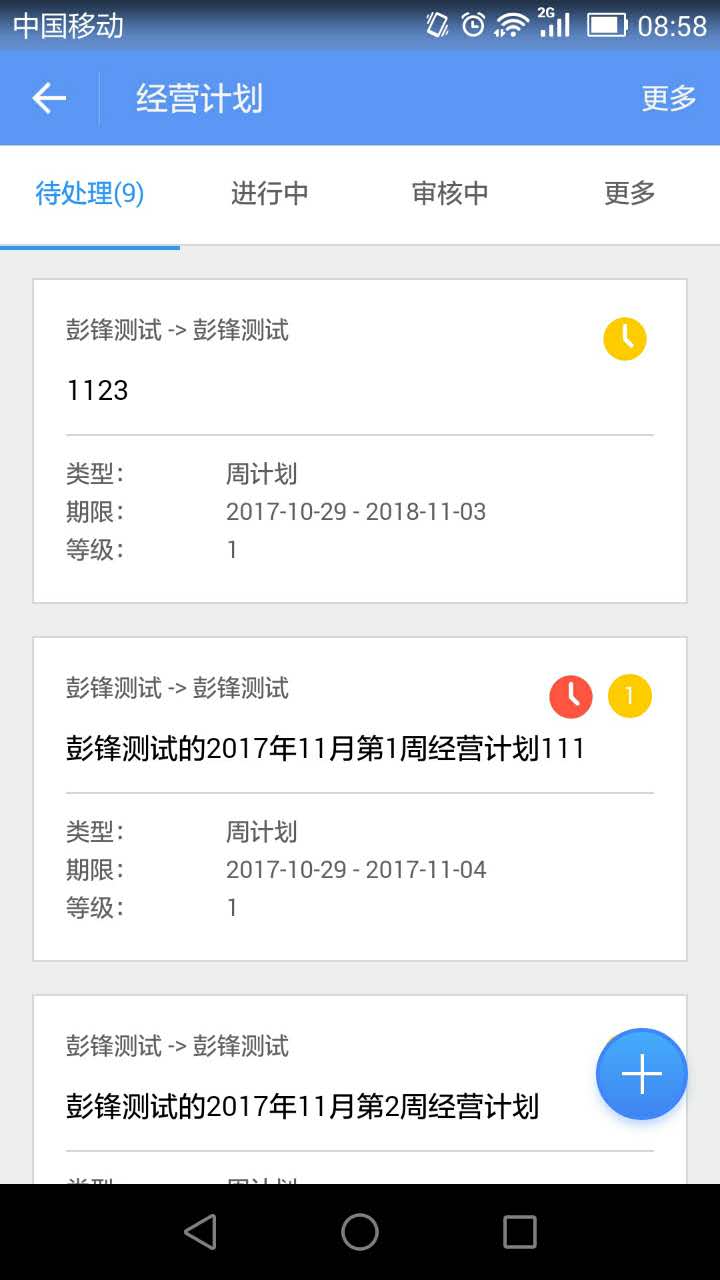 中国移动 2G 08:58
经营计划 更多
待处理(9) 进行中 审核中 更多
彭锋测试 -> 彭锋测试
1123
类型： 周计划
期限： 2017-10-29 - 2018-11-03
等级： 1
彭锋测试 -> 彭锋测试 1
彭锋测试的2017年11月第1周经营计划111
类型： 周计划
期限： 2017-10-29 - 2017-11-04
等级： 1
彭锋测试 -> 彭锋测试
彭锋测试的2017年11月第2周经营计划